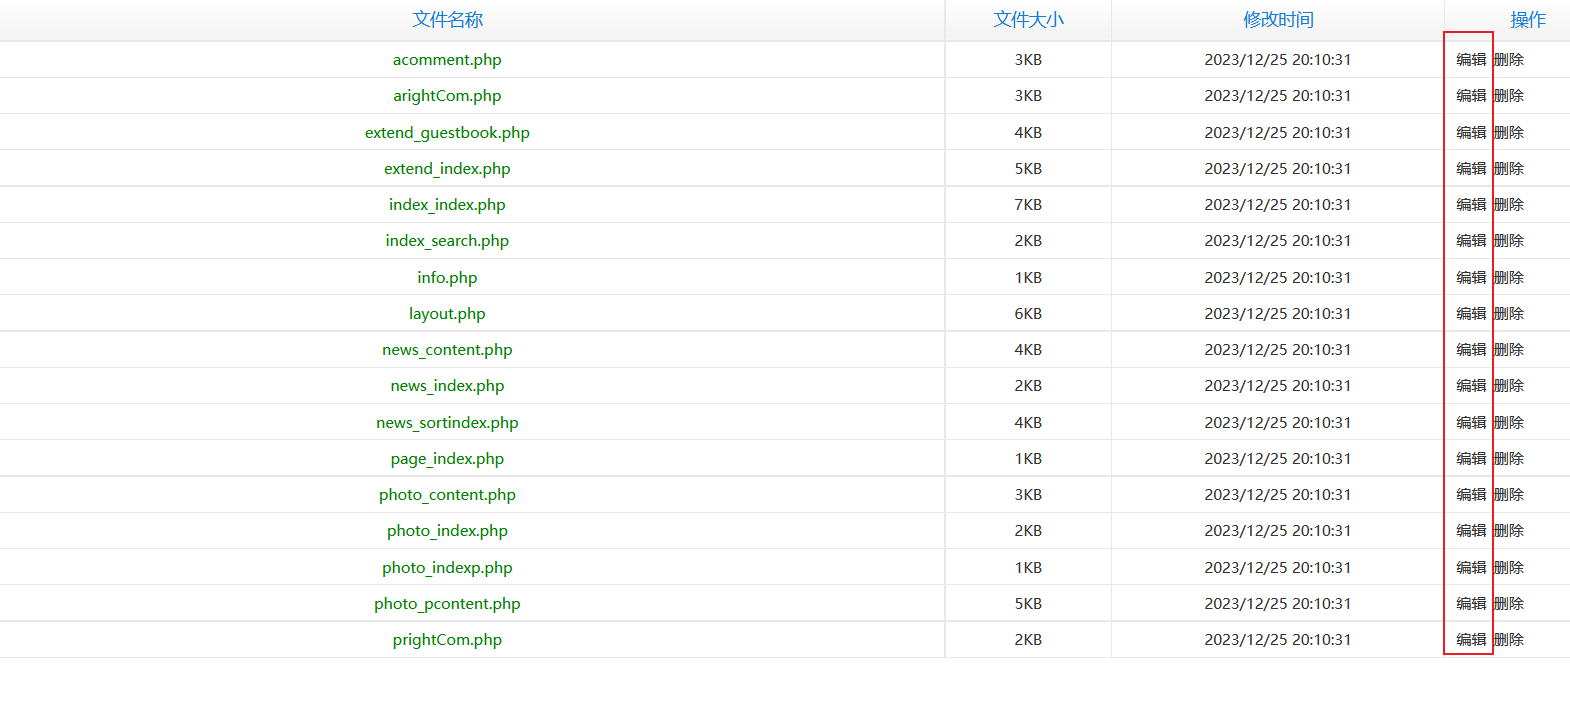 文件名称 文件大小 修改时间 操作
acomment.php 3KB 2023/12/25 20:10:31 编辑 删除
arightCom.php 3KB 2023/12/25 20:10:31 编辑 删除
extend_guestbook.php 4KB 2023/12/25 20:10:31 编辑 删除
extend_index.php 5KB 2023/12/25 20:10:31 编辑 删除
index_index.php 7KB 2023/12/25 20:10:31 编辑 删除
index_search.php 2KB 2023/12/25 20:10:31 编辑 删除
info.php 1KB 2023/12/25 20:10:31 编辑 删除
layout.php 6KB 2023/12/25 20:10:31 编辑 删除
news_content.php 4KB 2023/12/25 20:10:31 编辑 删除
news_index.php 2KB 2023/12/25 20:10:31 编辑 删除
news_sortindex.php 4KB 2023/12/25 20:10:31 编辑 删除
page_index.php 1KB 2023/12/25 20:10:31 编辑 删除
photo_content.php 3KB 2023/12/25 20:10:31 编辑 删除
photo_index.php 2KB 2023/12/25 20:10:31 编辑 删除
photo_indexp.php 1KB 2023/12/25 20:10:31 编辑 删除
photo_pcontent.php 5KB 2023/12/25 20:10:31 编辑 删除
prightCom.php 2KB 2023/12/25 20:10:31 编辑 删除